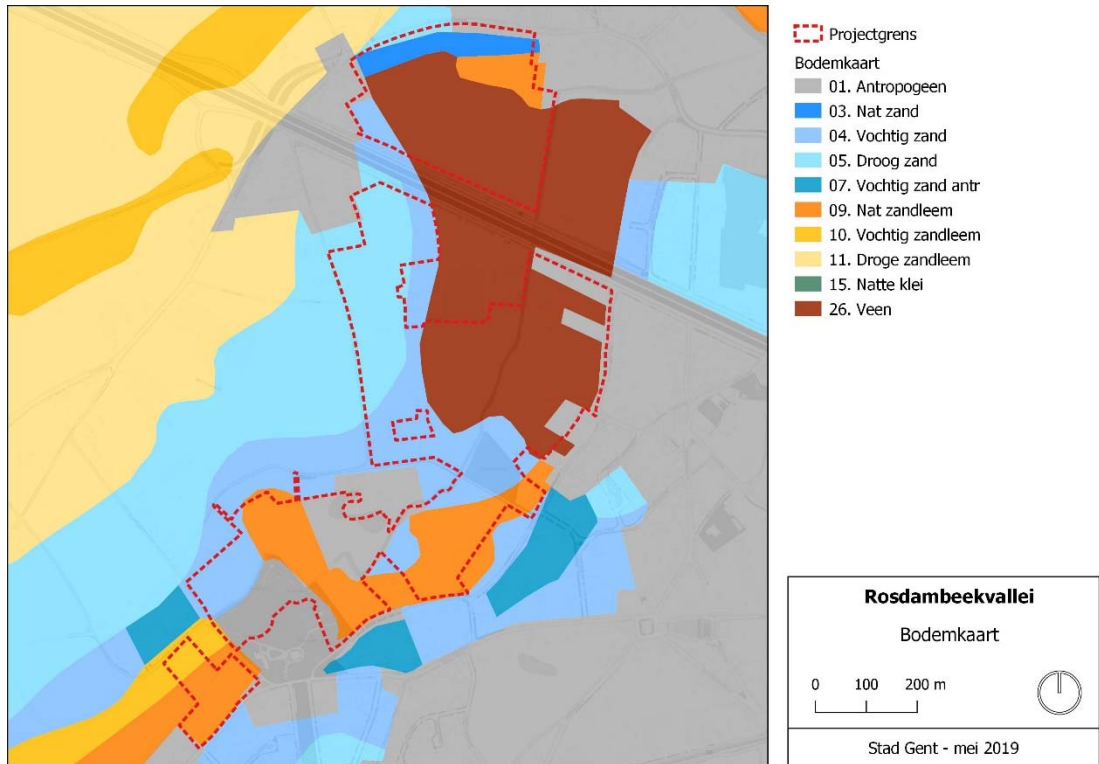 Projectgrens
Bodemkaart
01. Antropogeen
03. Nat zand
04. Vochtig zand
05. Droog zand
07. Vochtig zand antr
09. Nat zandleem
10. Vochtig zandleem
11. Droge zandleem
15. Natte klei
26. Veen
Rosdambeekvallei
Bodemkaart
0 100 200 m
Stad Gent - mei 2019